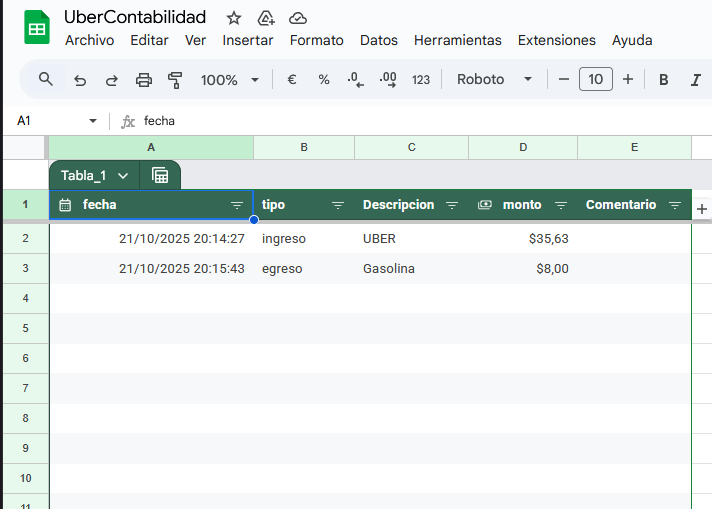 UberContabilidad
Archivo Editar Ver Insertar Formato Datos Herramientas Extensiones Ayuda
100% € % .0 .00 123 Roboto 10 B I
A1 fx fecha
A B C D E
Tabla_1
1 fecha tipo Descripcion monto Comentario
2 21/10/2025 20:14:27 ingreso UBER $35,63
3 21/10/2025 20:15:43 egreso Gasolina $8,00
4
5
6
7
8
9
10
11